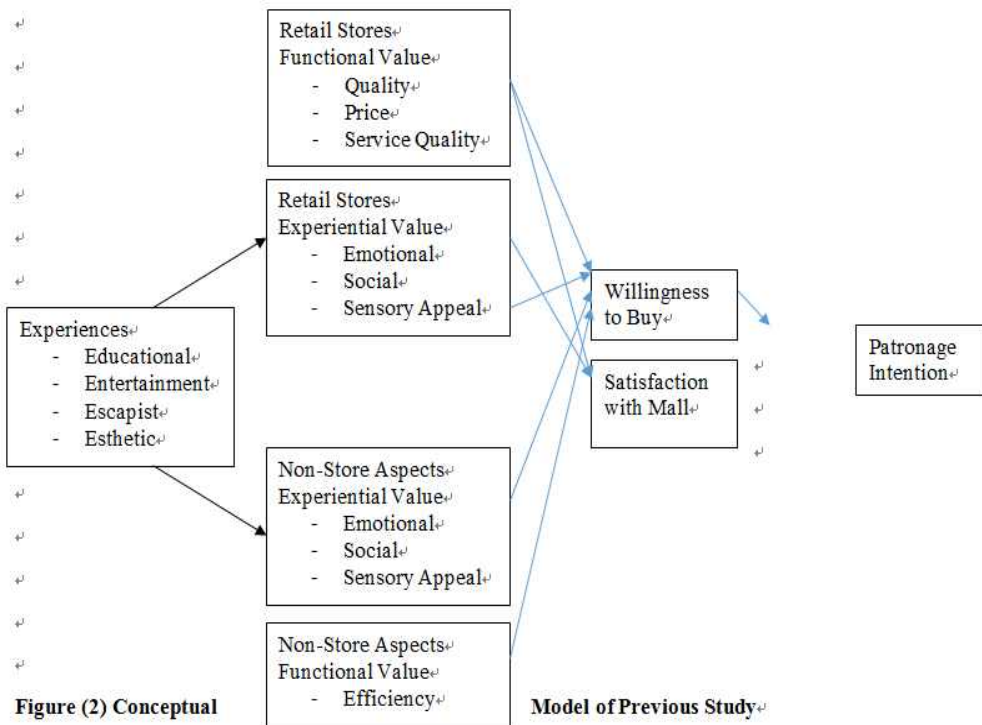 Retail Stores
Functional Value
- Quality
- Price
- Service Quality
Retail Stores
Experiential Value
- Emotional
- Social
- Sensory Appeal
Experiences
- Educational
- Entertainment
- Escapist
- Esthetic
Non-Store Aspects
Experiential Value
- Emotional
- Social
- Sensory Appeal
Non-Store Aspects
Functional Value
- Efficiency
Willingness
to Buy
Satisfaction
with Mall
Patronage
Intention
Figure (2) Conceptual Model of Previous Study